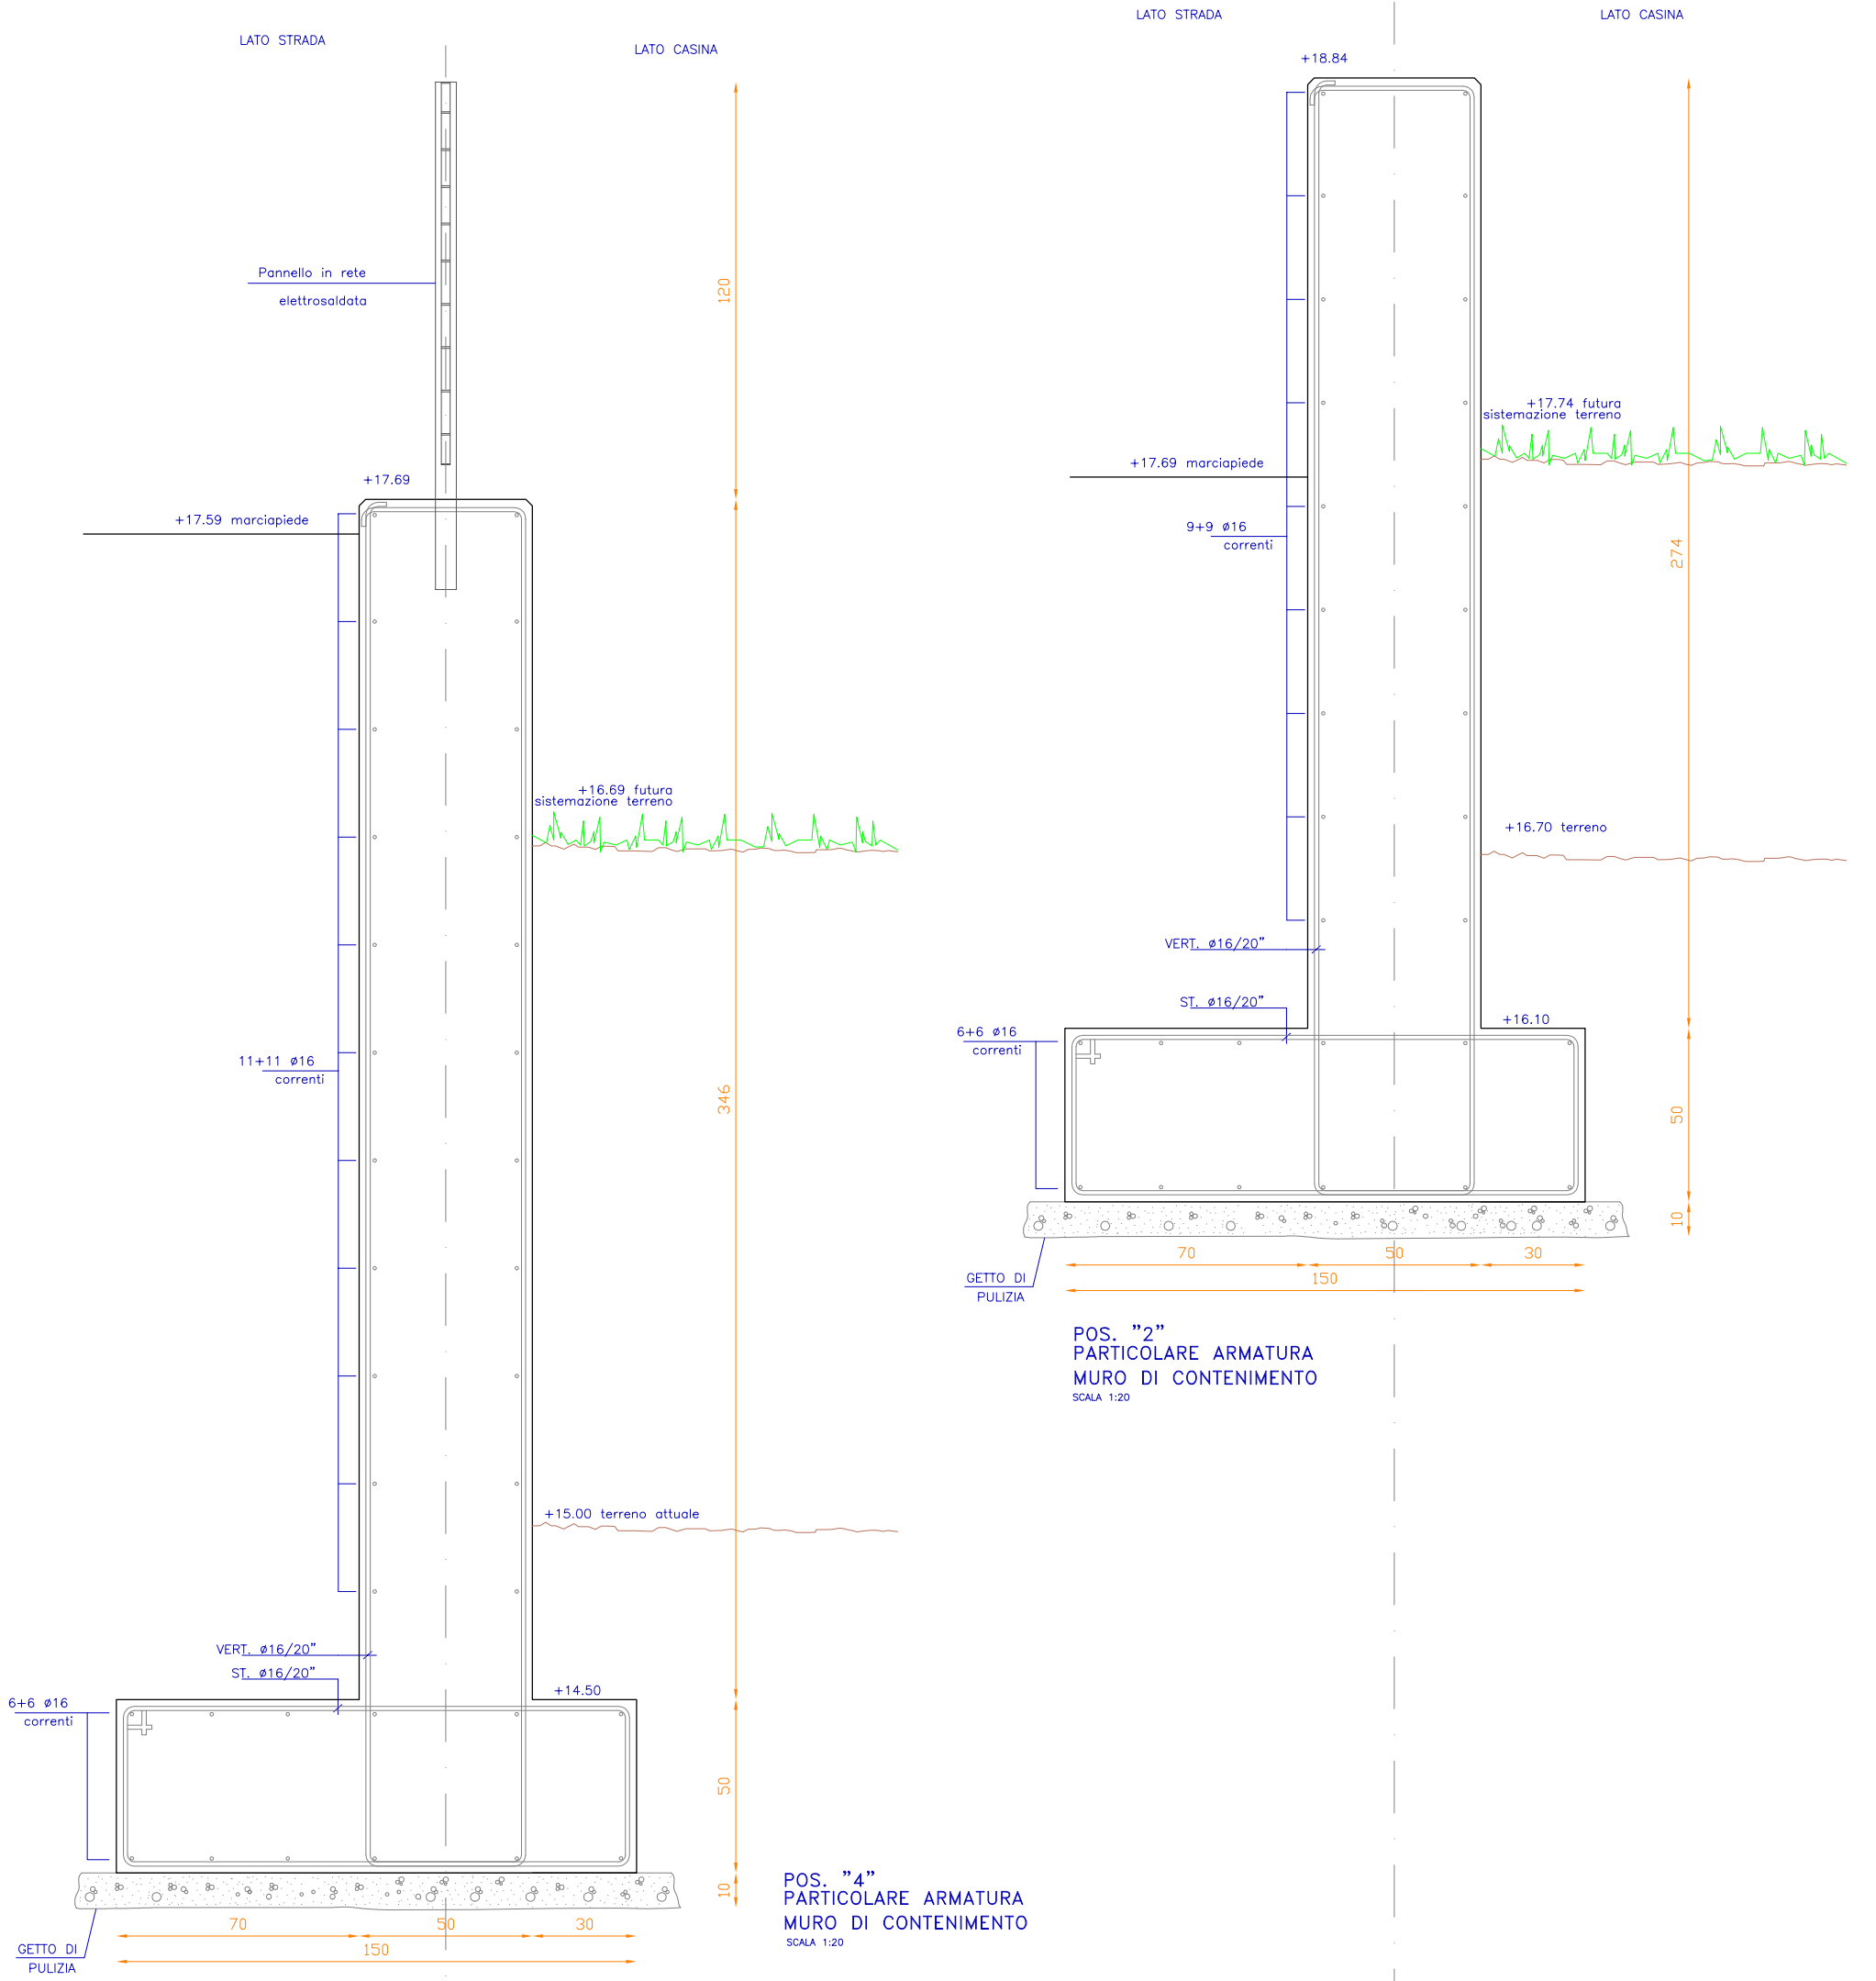 LATO STRADA
LATO CASINA
Pannello in rete
elettrosaldata
120
+17.69
+17.59 marciapiede
+16.69 futura
sistemazione terreno
11+11 ø16
correnti
346
+15.00 terreno attuale
VERT. ø16/20"
ST. ø16/20"
+14.50
6+6 ø16
correnti
50
10
70
50
30
150
GETTO DI
PULIZIA
POS. "4"
PARTICOLARE ARMATURA
MURO DI CONTENIMENTO
SCALA 1:20
LATO STRADA
LATO CASINA
+18.84
+17.74 futura
sistemazione terreno
+17.69 marciapiede
9+9 ø16
correnti
274
+16.70 terreno
VERT. ø16/20"
ST. ø16/20"
+16.10
6+6 ø16
correnti
50
10
70
50
30
150
GETTO DI
PULIZIA
POS. "2"
PARTICOLARE ARMATURA
MURO DI CONTENIMENTO
SCALA 1:20